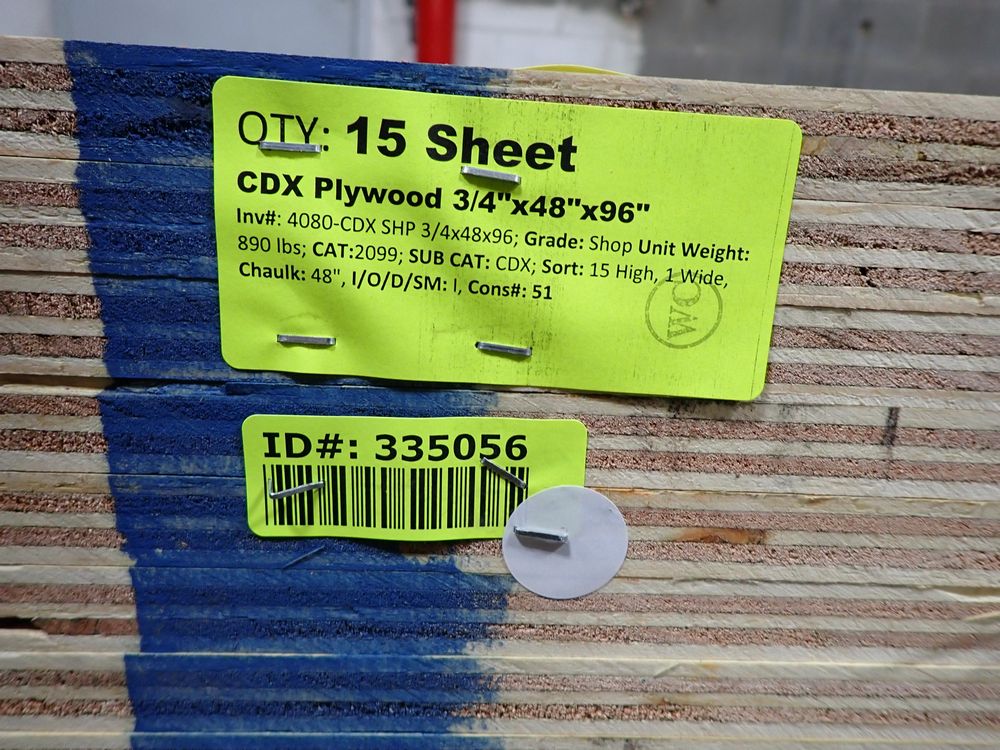 QTY: 15 Sheet
CDX Plywood 3/4"x48"x96"
Inv#: 4080-CDX SHP 3/4x48x96; Grade: Shop Unit Weight:
890 lbs; CAT:2099; SUB CAT: CDX; Sort: 15 High, 1 Wide,
Chaulk: 48", I/O/D/SM: I, Cons#: 51
WC
ID#: 335056